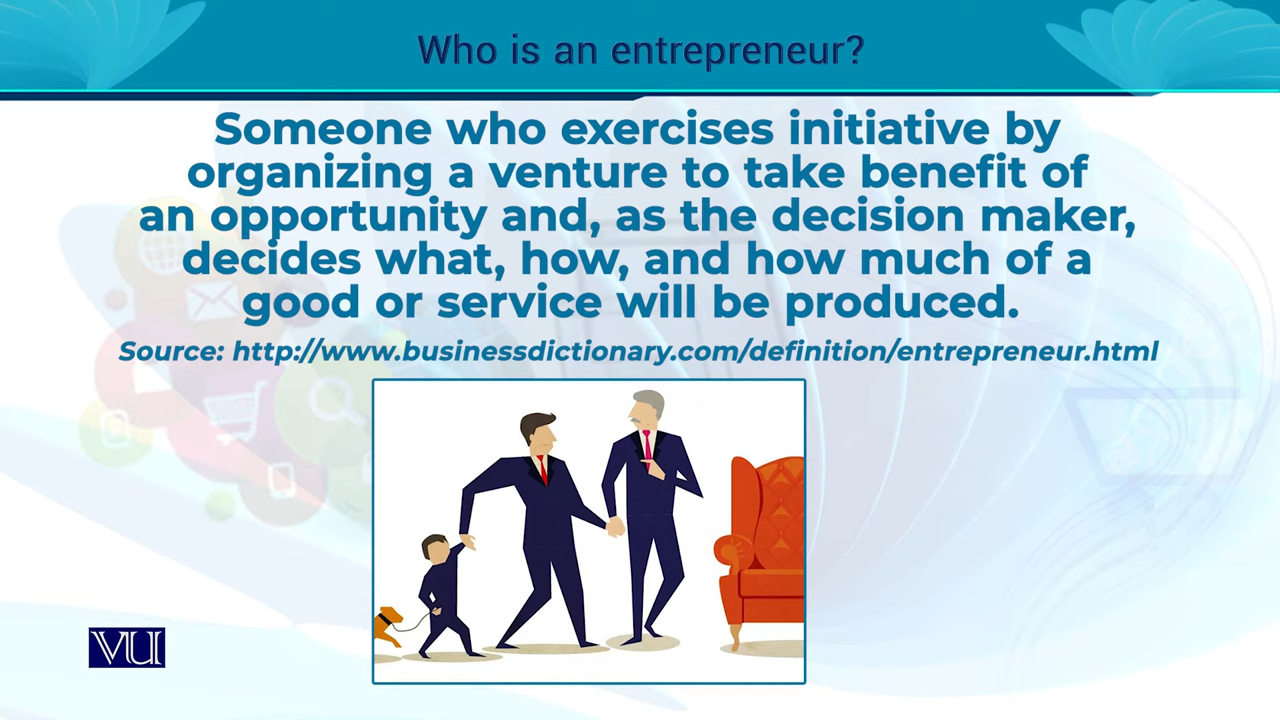 Who is an entrepreneur?
Someone who exercises initiative by
organizing a venture to take benefit of
an opportunity and, as the decision maker,
decides what, how, and how much of a
good or service will be produced.
Source: http://www.businessdictionary.com/definition/entrepreneur.html
VU